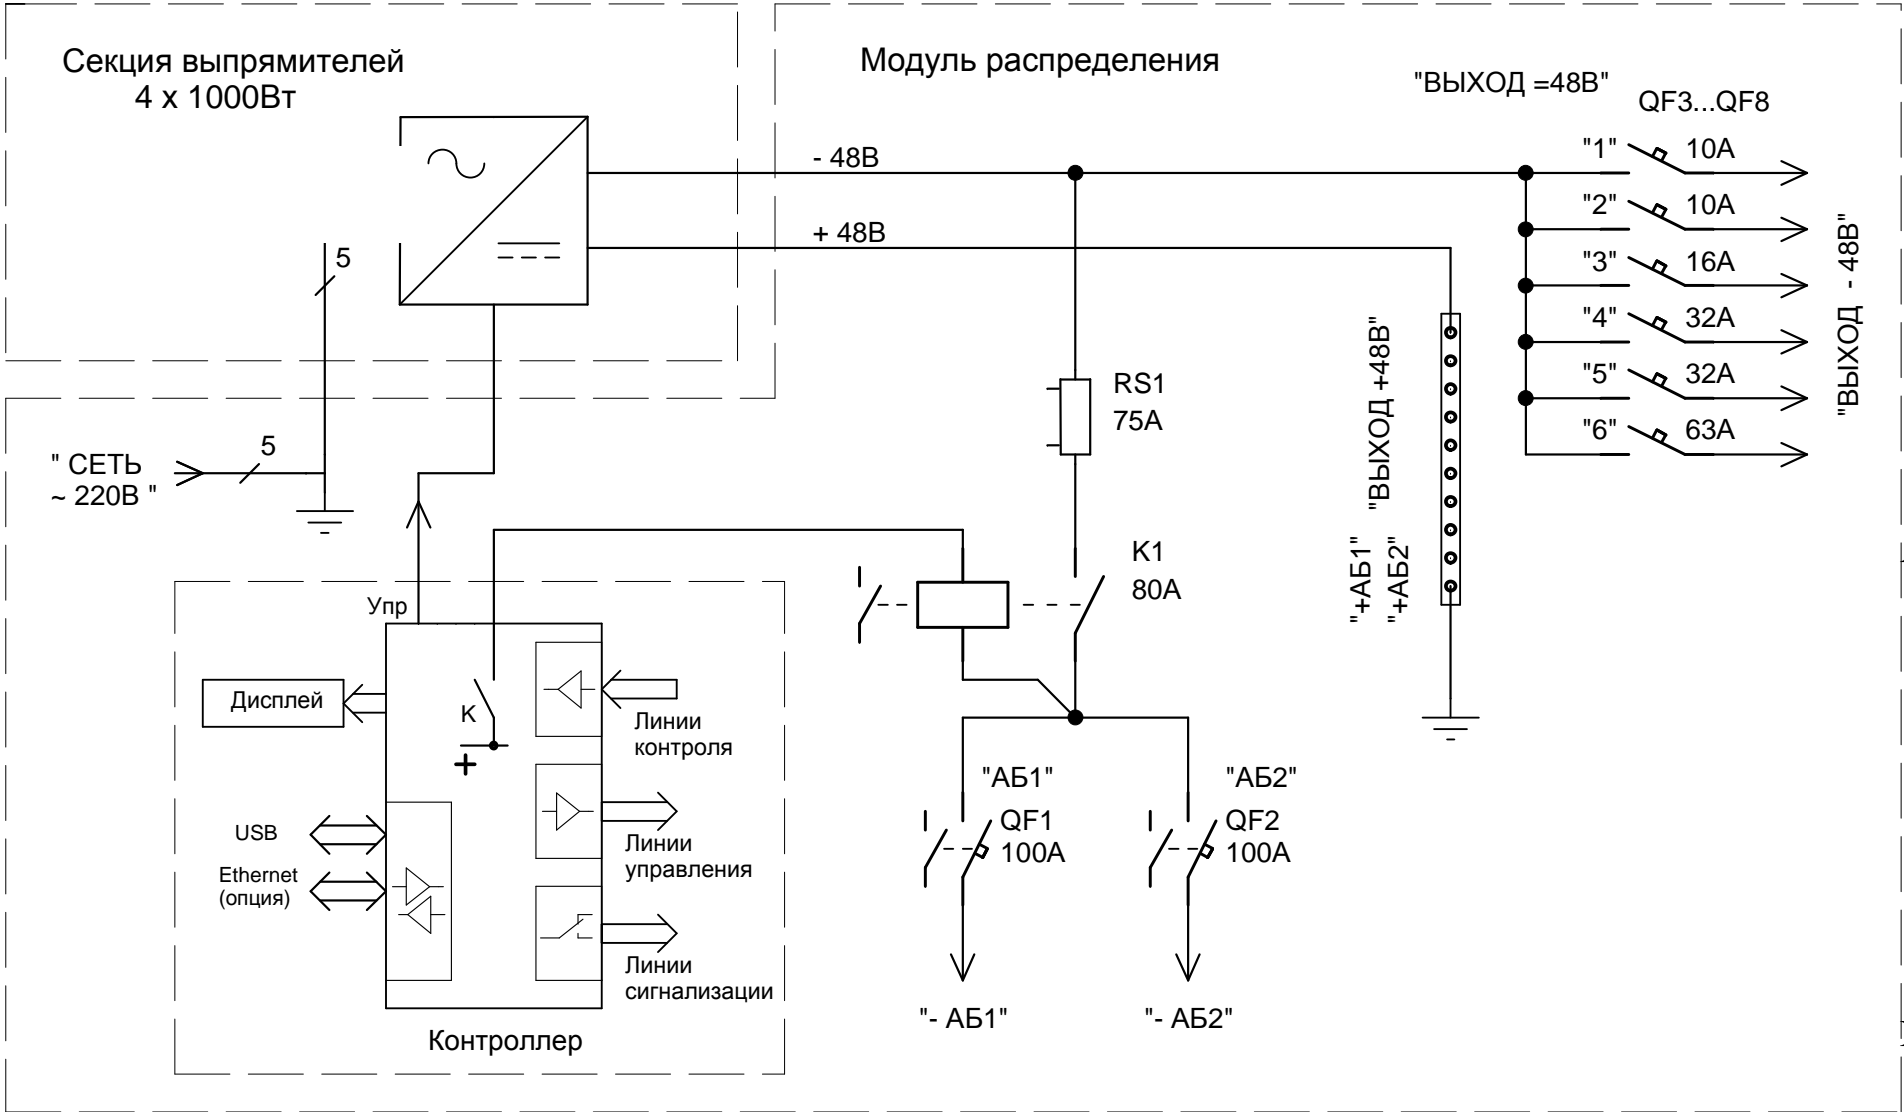 Секция выпрямителей
4 x 1000Вт
Модуль распределения
"ВЫХОД =48В"
QF3...QF8
- 48В
+ 48В
"1" 10А
"2" 10А
"3" 16А
"4" 32А
"5" 32А
"6" 63А
"ВЫХОД - 48В"
5
5
" СЕТЬ
~ 220В "
RS1
75А
"ВЫХОД +48В"
"+АБ1"
"+АБ2"
K1
80А
Упр
Дисплей
K
+
Линии
контроля
Линии
управления
Линии
сигнализации
USB
Ethernet
(опция)
Контроллер
"АБ1"
QF1
100А
"- АБ1"
"АБ2"
QF2
100А
"- АБ2"